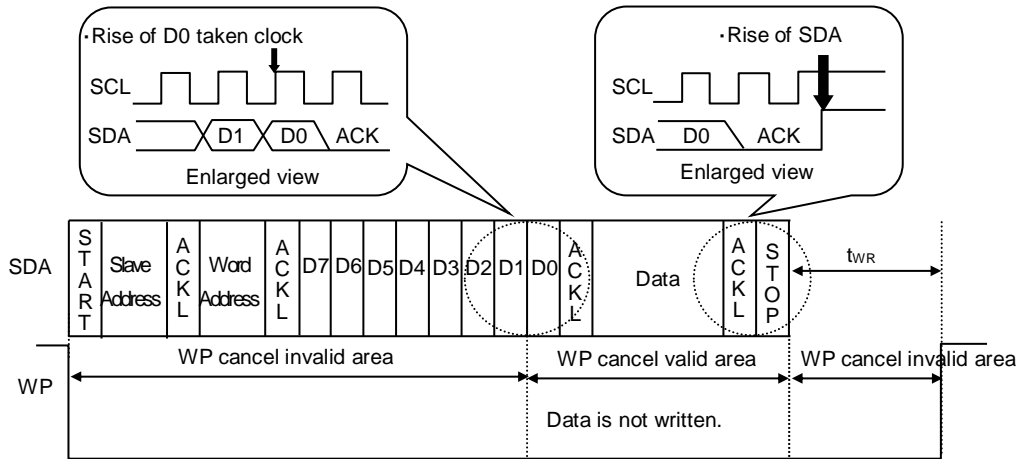 ・Rise of D0 taken clock
SCL
SDA
D1
D0
ACK
Enlarged view
・Rise of SDA
SCL
SDA
D0
ACK
Enlarged view
SDA
START
Slave
Address
ACKL
Word
Address
ACKL
D7
D6
D5
D4
D3
D2
D1
D0
ACKL
Data
ACKL
STOP
tWR
WP
WP cancel invalid area
WP cancel valid area
WP cancel invalid area
Data is not written.